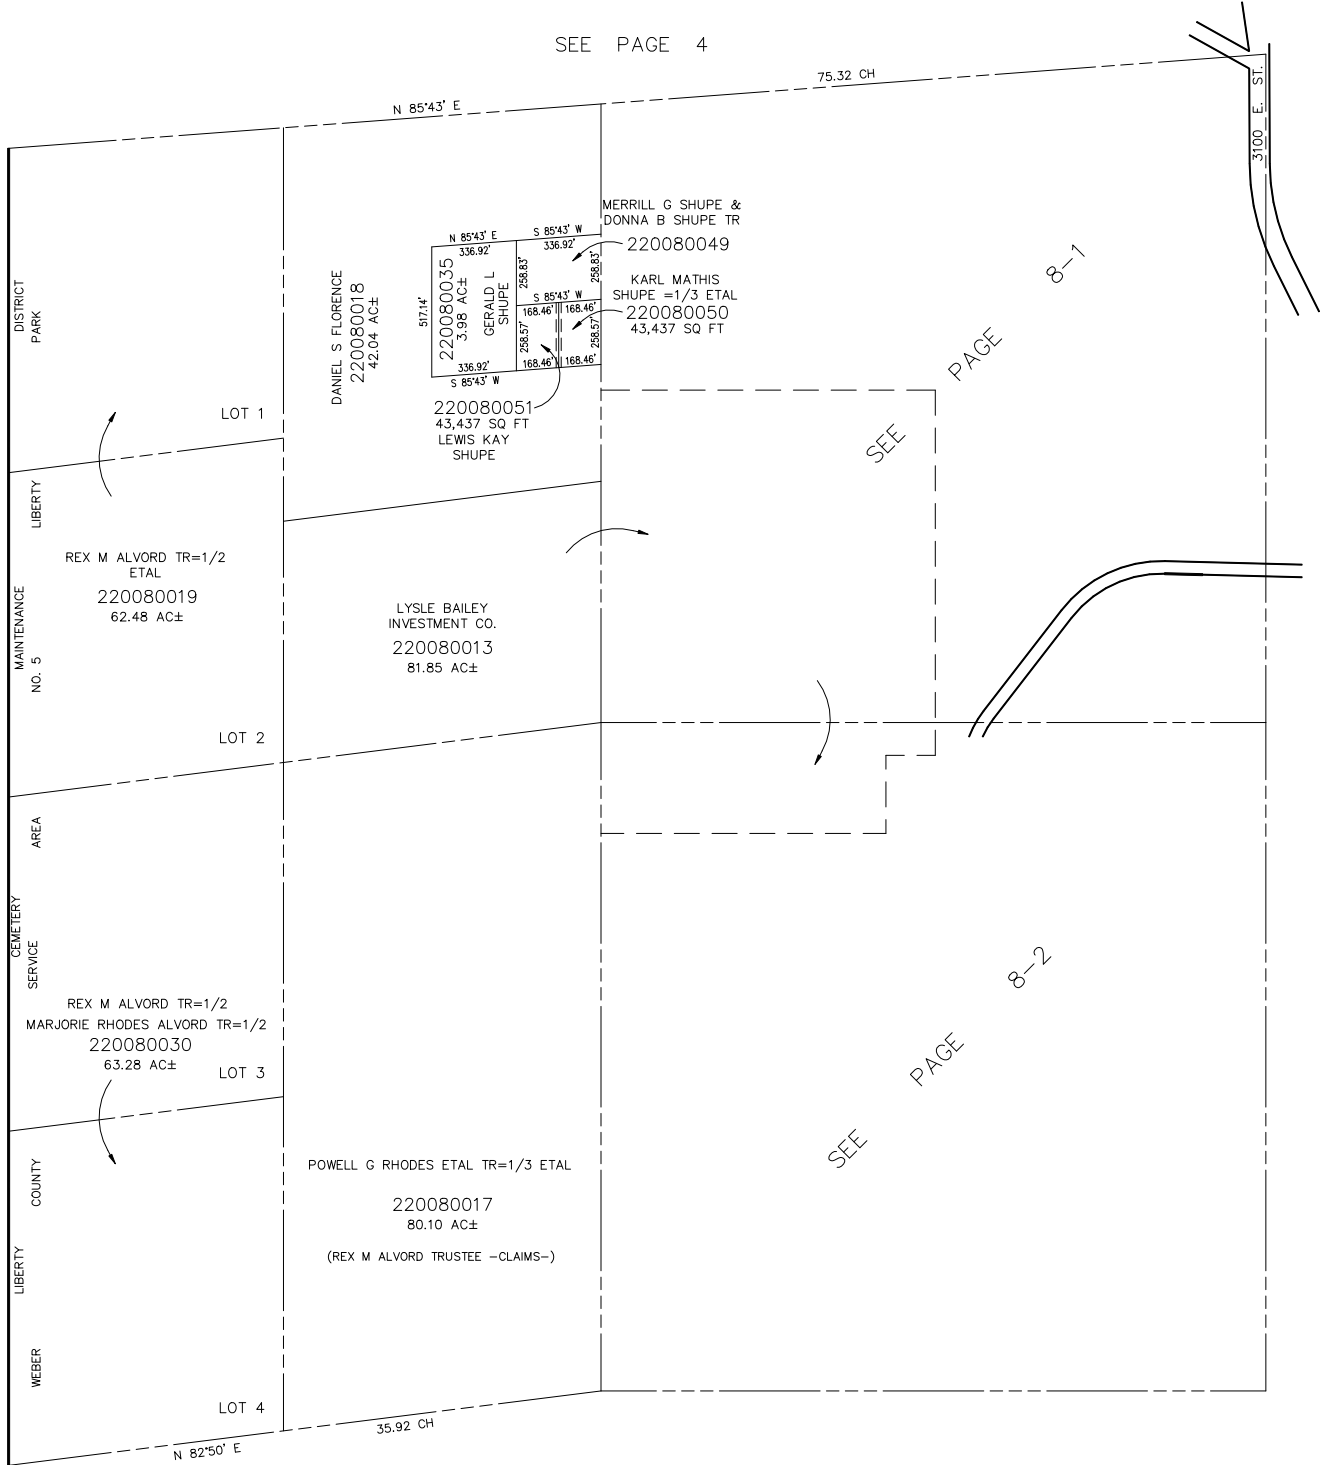 SEE PAGE 4
75.32 CH
N 85°43' E
3100 E. ST.
MERRILL G SHUPE &
DONNA B SHUPE TR
220080049
N 85°43' E
336.92'
S 85°43' W
336.92'
258.83'
258.83'
517.14'
220080035
3.98 AC±
GERALD L
SHUPE
336.92'
S 85°43' W
S 85°43' W
168.46'
168.46'
258.57'
258.57'
168.46'
168.46'
KARL MATHIS
SHUPE =1/3 ETAL
220080050
43,437 SQ FT
220080051
43,437 SQ FT
LEWIS KAY
SHUPE
DANIEL S FLORENCE
220080018
42.04 AC±
SEE PAGE 8-1
DISTRICT
PARK
LOT 1
LIBERTY
REX M ALVORD TR=1/2
ETAL
220080019
62.48 AC±
MAINTENANCE
NO. 5
LYSLE BAILEY
INVESTMENT CO.
220080013
81.85 AC±
LOT 2
AREA
CEMETERY
SERVICE
REX M ALVORD TR=1/2
MARJORIE RHODES ALVORD TR=1/2
220080030
63.28 AC±
LOT 3
SEE PAGE 8-2
COUNTY
LIBERTY
WEBER
POWELL G RHODES ETAL TR=1/3 ETAL
220080017
80.10 AC±
(REX M ALVORD TRUSTEE -CLAIMS-)
LOT 4
35.92 CH
N 82°50' E